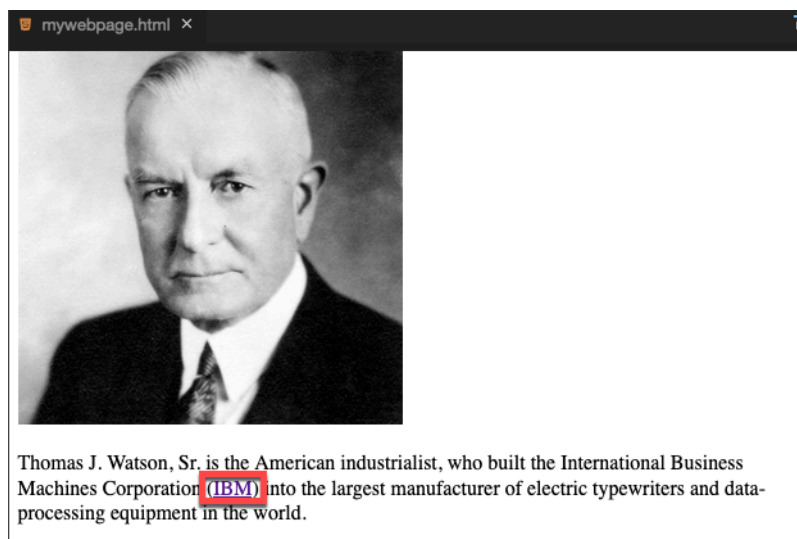 mywebpage.html ×
Thomas J. Watson, Sr. is the American industrialist, who built the International Business
Machines Corporation (IBM) into the largest manufacturer of electric typewriters and data-
processing equipment in the world.